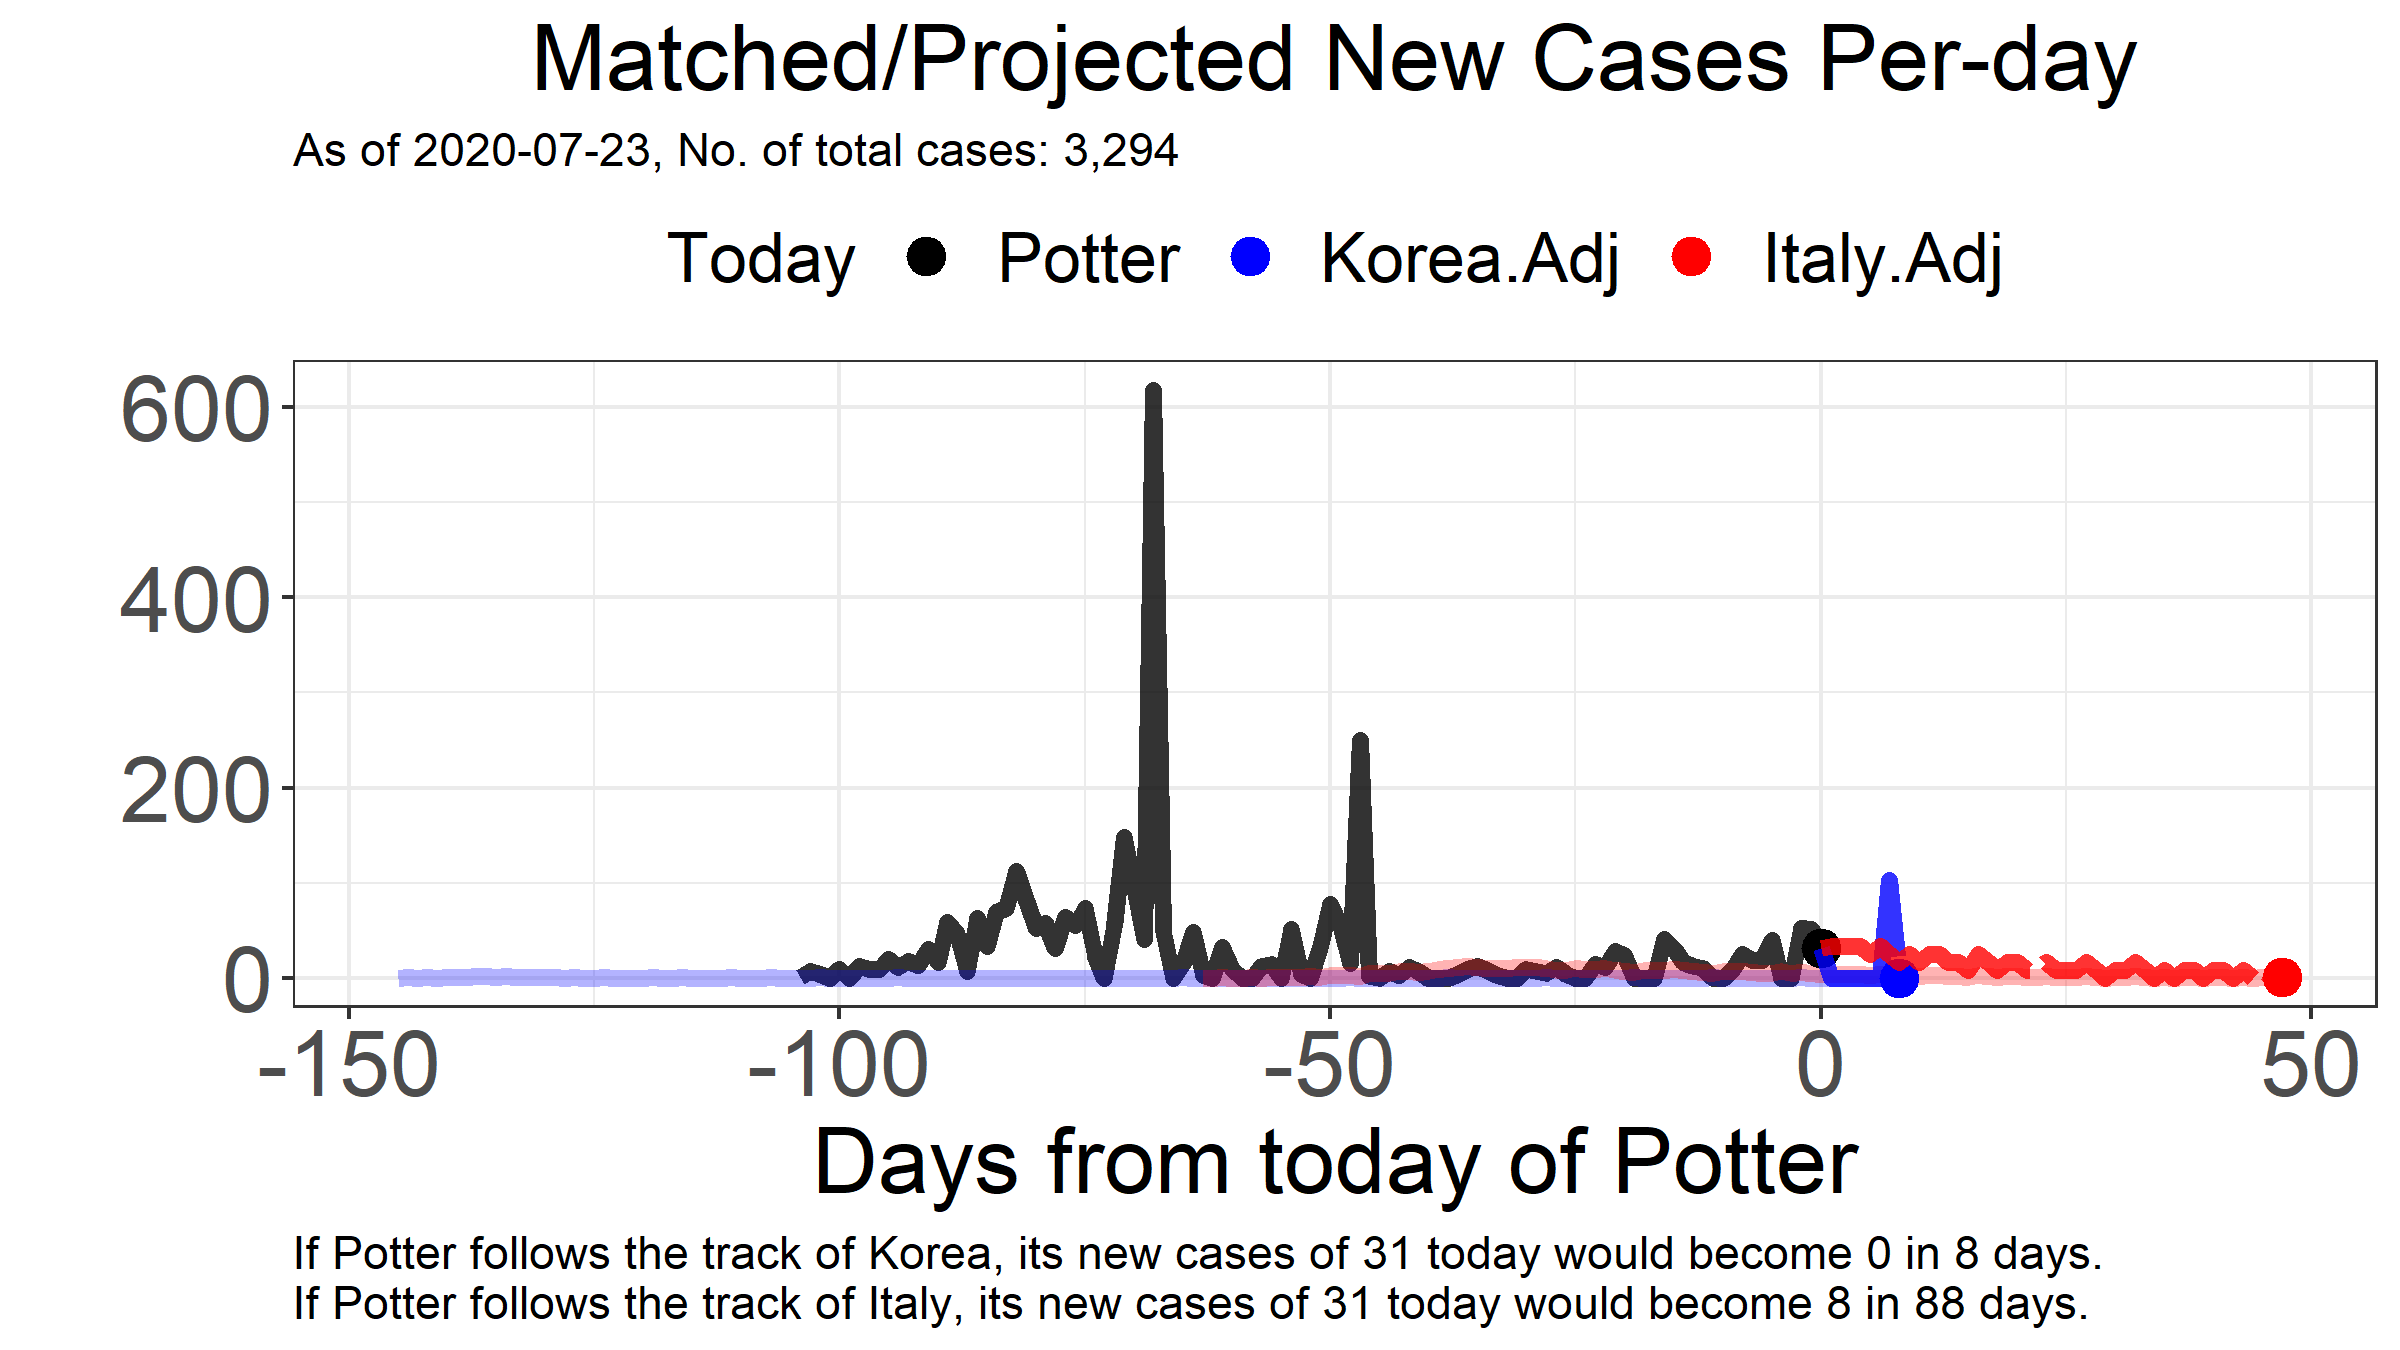 Matched/Projected New Cases Per-day
As of 2020-07-23, No. of total cases: 3,294
Today Potter Korea.Adj Italy.Adj
600
400
200
0
-150 -100 -50 0 50
Days from today of Potter
If Potter follows the track of Korea, its new cases of 31 today would become 0 in 8 days.
If Potter follows the track of Italy, its new cases of 31 today would become 8 in 88 days.